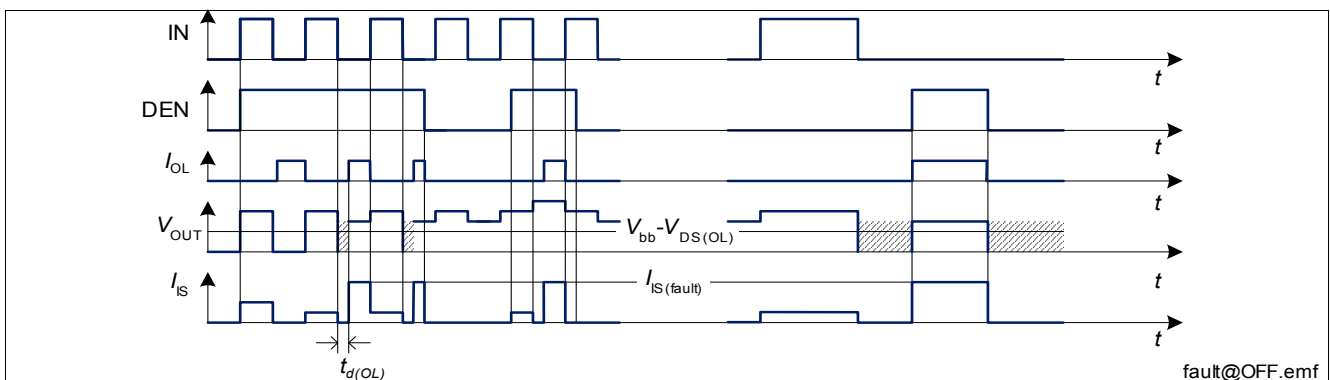 IN
t
t
DEN
t
t
IOL
VOUT
Vbb-VDS(OL)
t
IIS
IIS(fault)
t
td(OL)
fault@OFF.emf